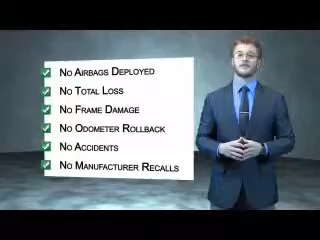 No Airbags Deployed
No Total Loss
No Frame Damage
No Odometer Rollback
No Accidents
No Manufacturer Recalls